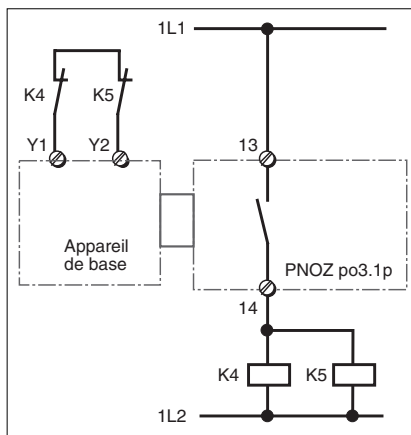 1L1
K4
K5
Y1
Y2
13
Appareil
de base
PNOZ po3.1p
14
K4
K5
1L2